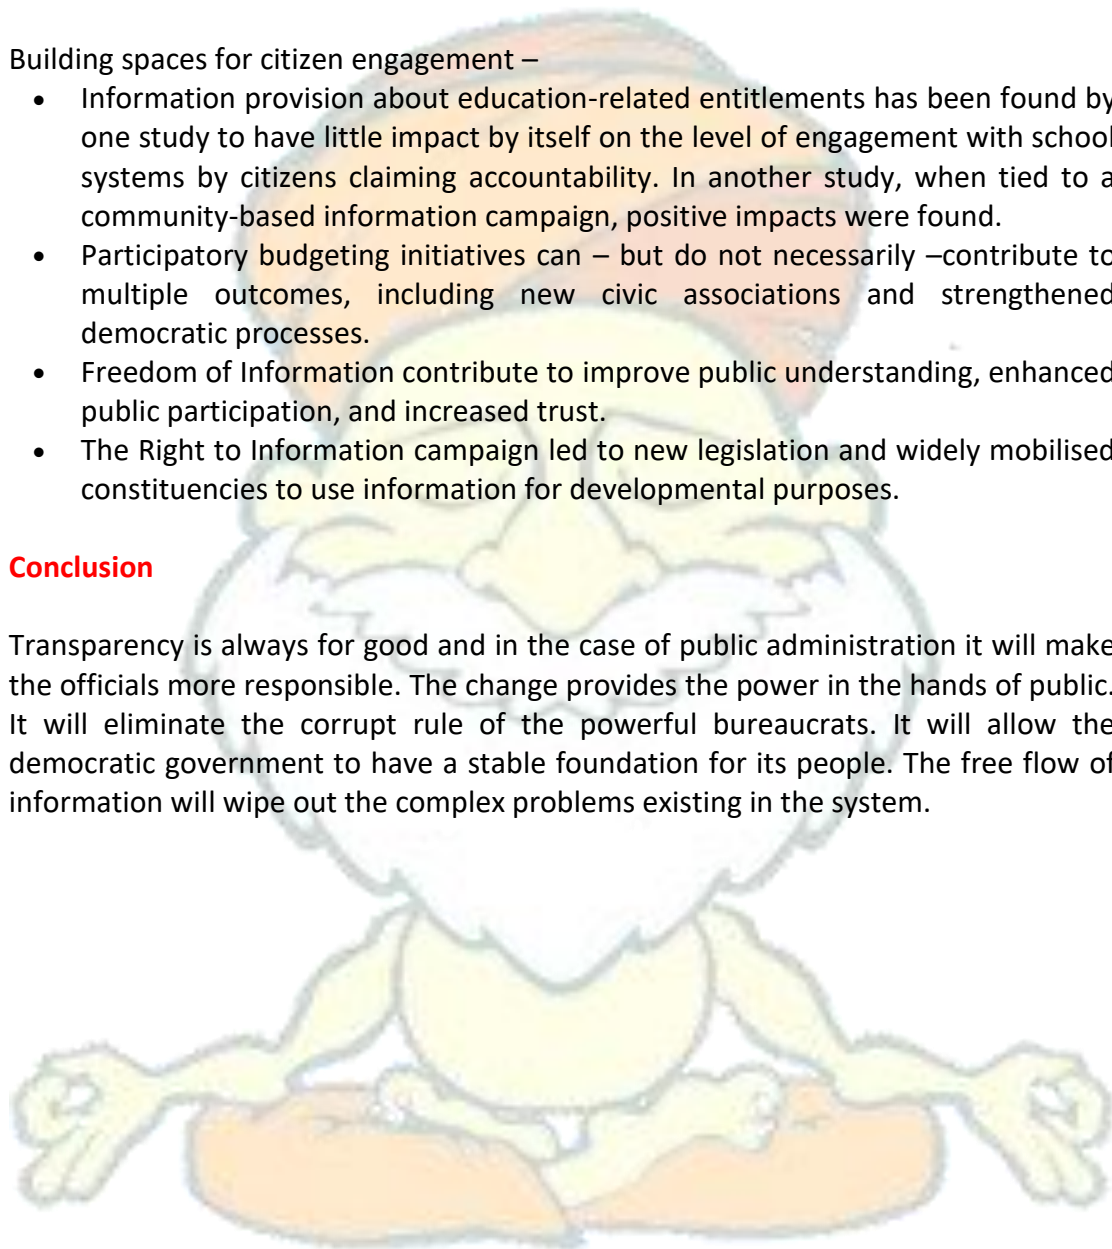 Building spaces for citizen engagement –
• Information provision about education-related entitlements has been found by
one study to have little impact by itself on the level of engagement with school
systems by citizens claiming accountability. In another study, when tied to a
community-based information campaign, positive impacts were found.
• Participatory budgeting initiatives can – but do not necessarily –contribute to
multiple outcomes, including new civic associations and strengthened
democratic processes.
• Freedom of Information contribute to improve public understanding, enhanced
public participation, and increased trust.
• The Right to Information campaign led to new legislation and widely mobilised
constituencies to use information for developmental purposes.
Conclusion
Transparency is always for good and in the case of public administration it will make
the officials more responsible. The change provides the power in the hands of public.
It will eliminate the corrupt rule of the powerful bureaucrats. It will allow the
democratic government to have a stable foundation for its people. The free flow of
information will wipe out the complex problems existing in the system.